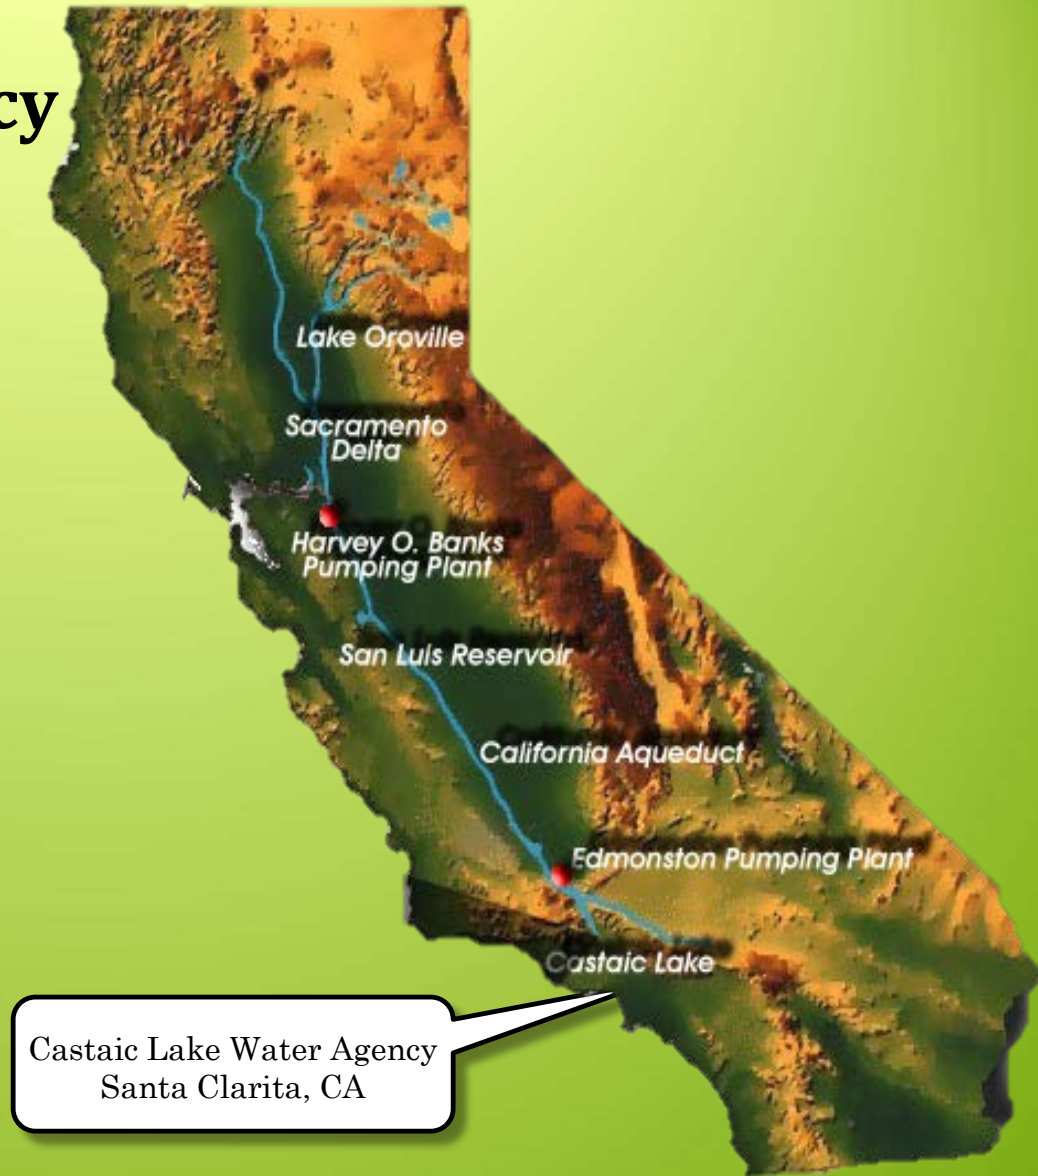 cy
Lake Oroville
Sacramento
Delta
Harvey O. Banks
Pumping Plant
San Luis Reservoir
California Aqueduct
Edmonston Pumping Plant
Castaic Lake
Castaic Lake Water Agency
Santa Clarita, CA